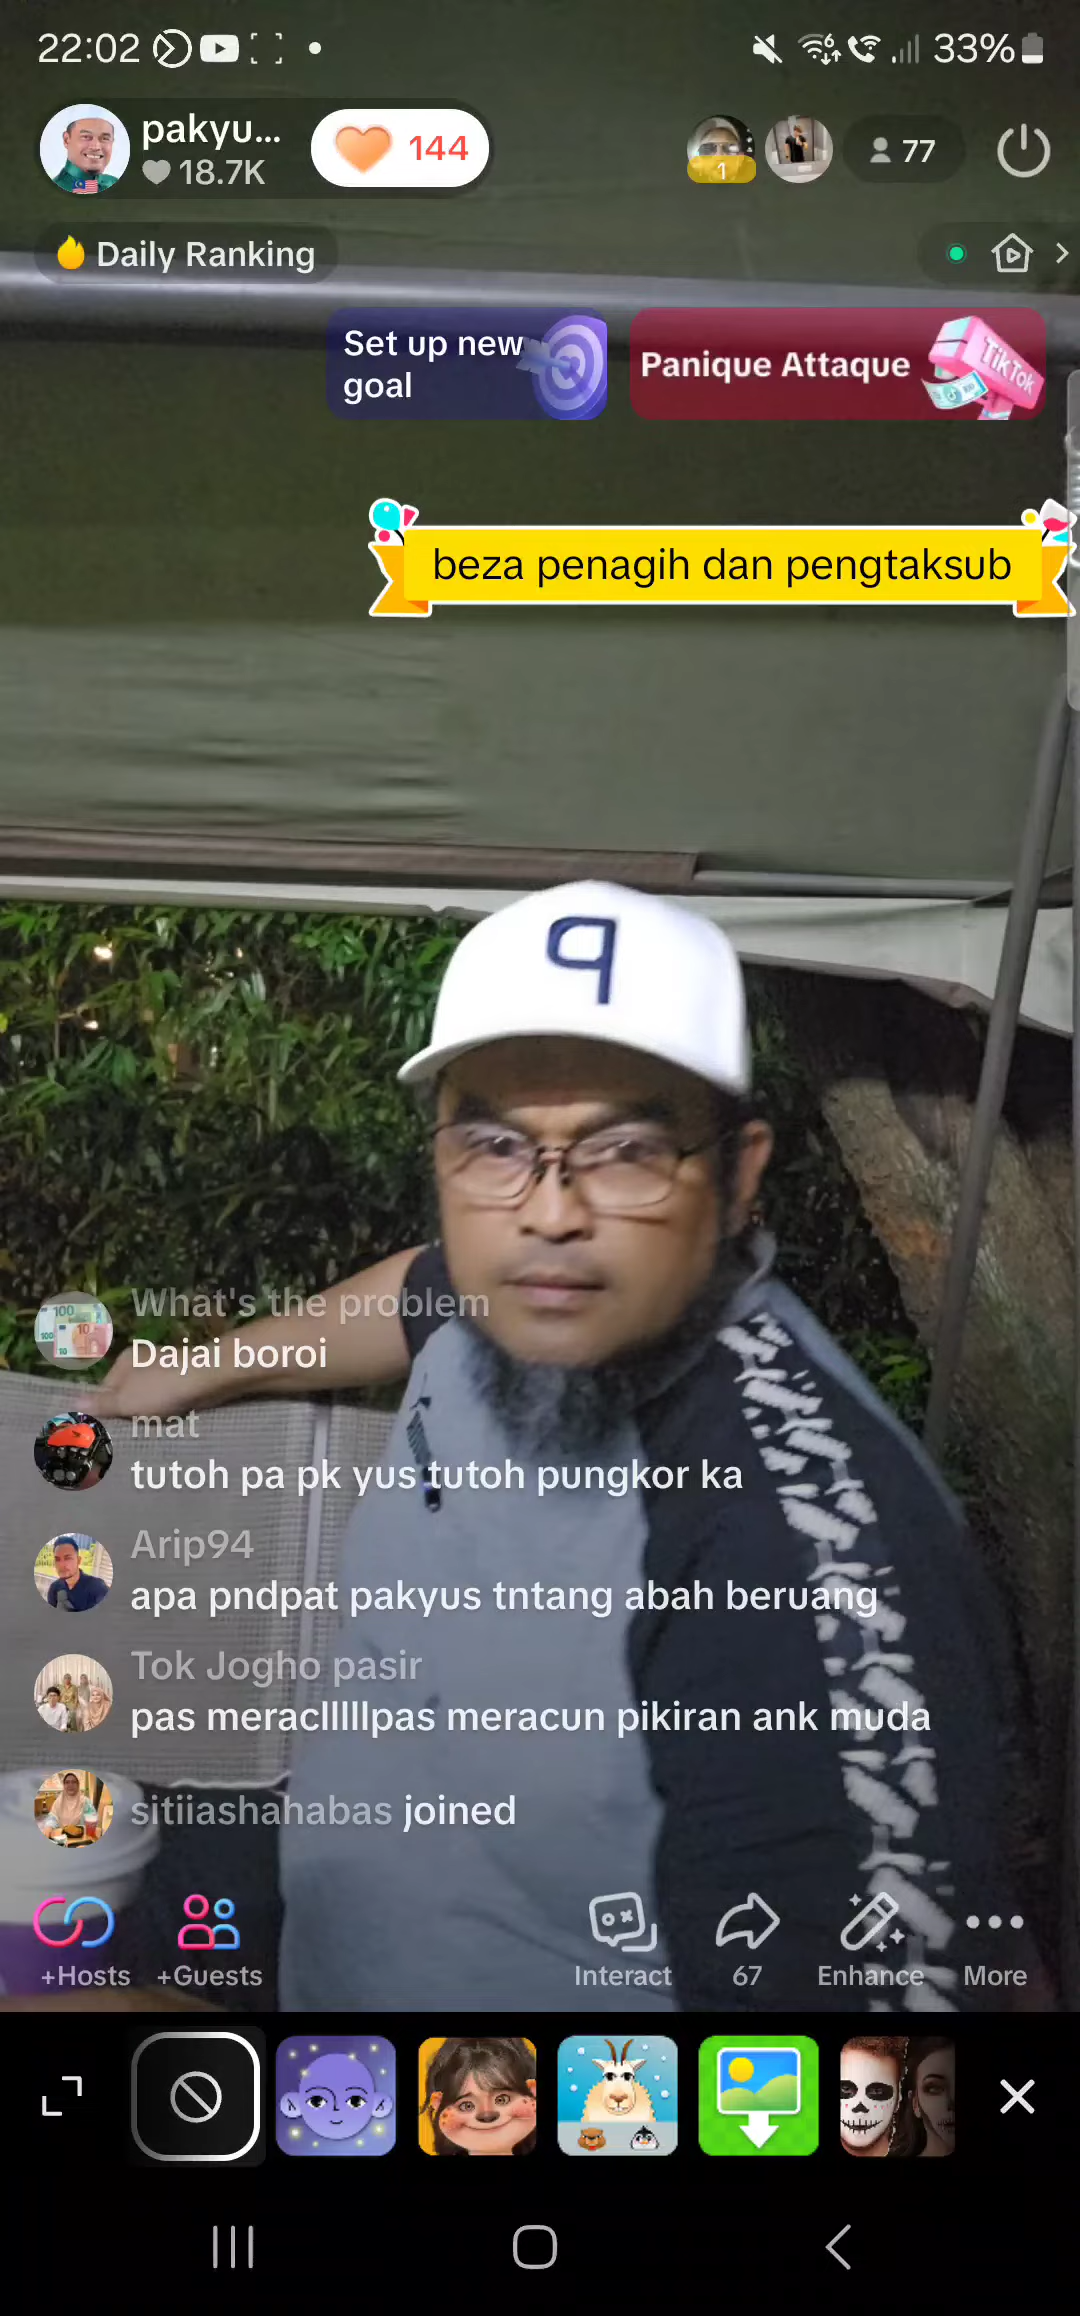 22:02
33%
pakyu...
18.7K
144
1
77
Daily Ranking
Set up new
goal
Panique Attaque
TikTok
beza penagih dan pengtaksub
What's the problem
Dajai boroi
mat
tutoh pa pk yus tutoh pungkor ka
Arip94
apa pndpat pakyus tntang abah beruang
Tok Jogho pasir
pas meraclllllpas meracun pikiran ank muda
sitiiashahabas joined
+Hosts
+Guests
Interact
67
Enhance
More